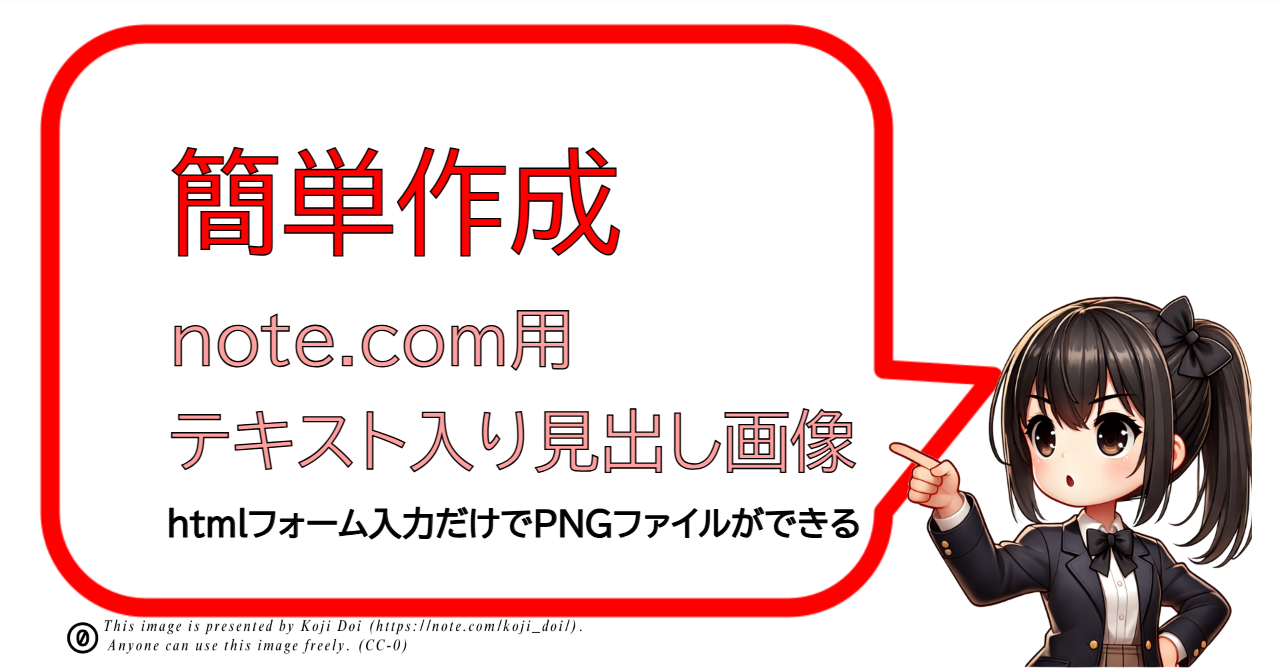 簡単作成
note.com用
テキスト入り見出し画像
htmlフォーム入力だけでPNGファイルができる
0 This image is presented by Koji Doi (https://note.com/koji_doi/).
Anyone can use this image freely. (CC-0)